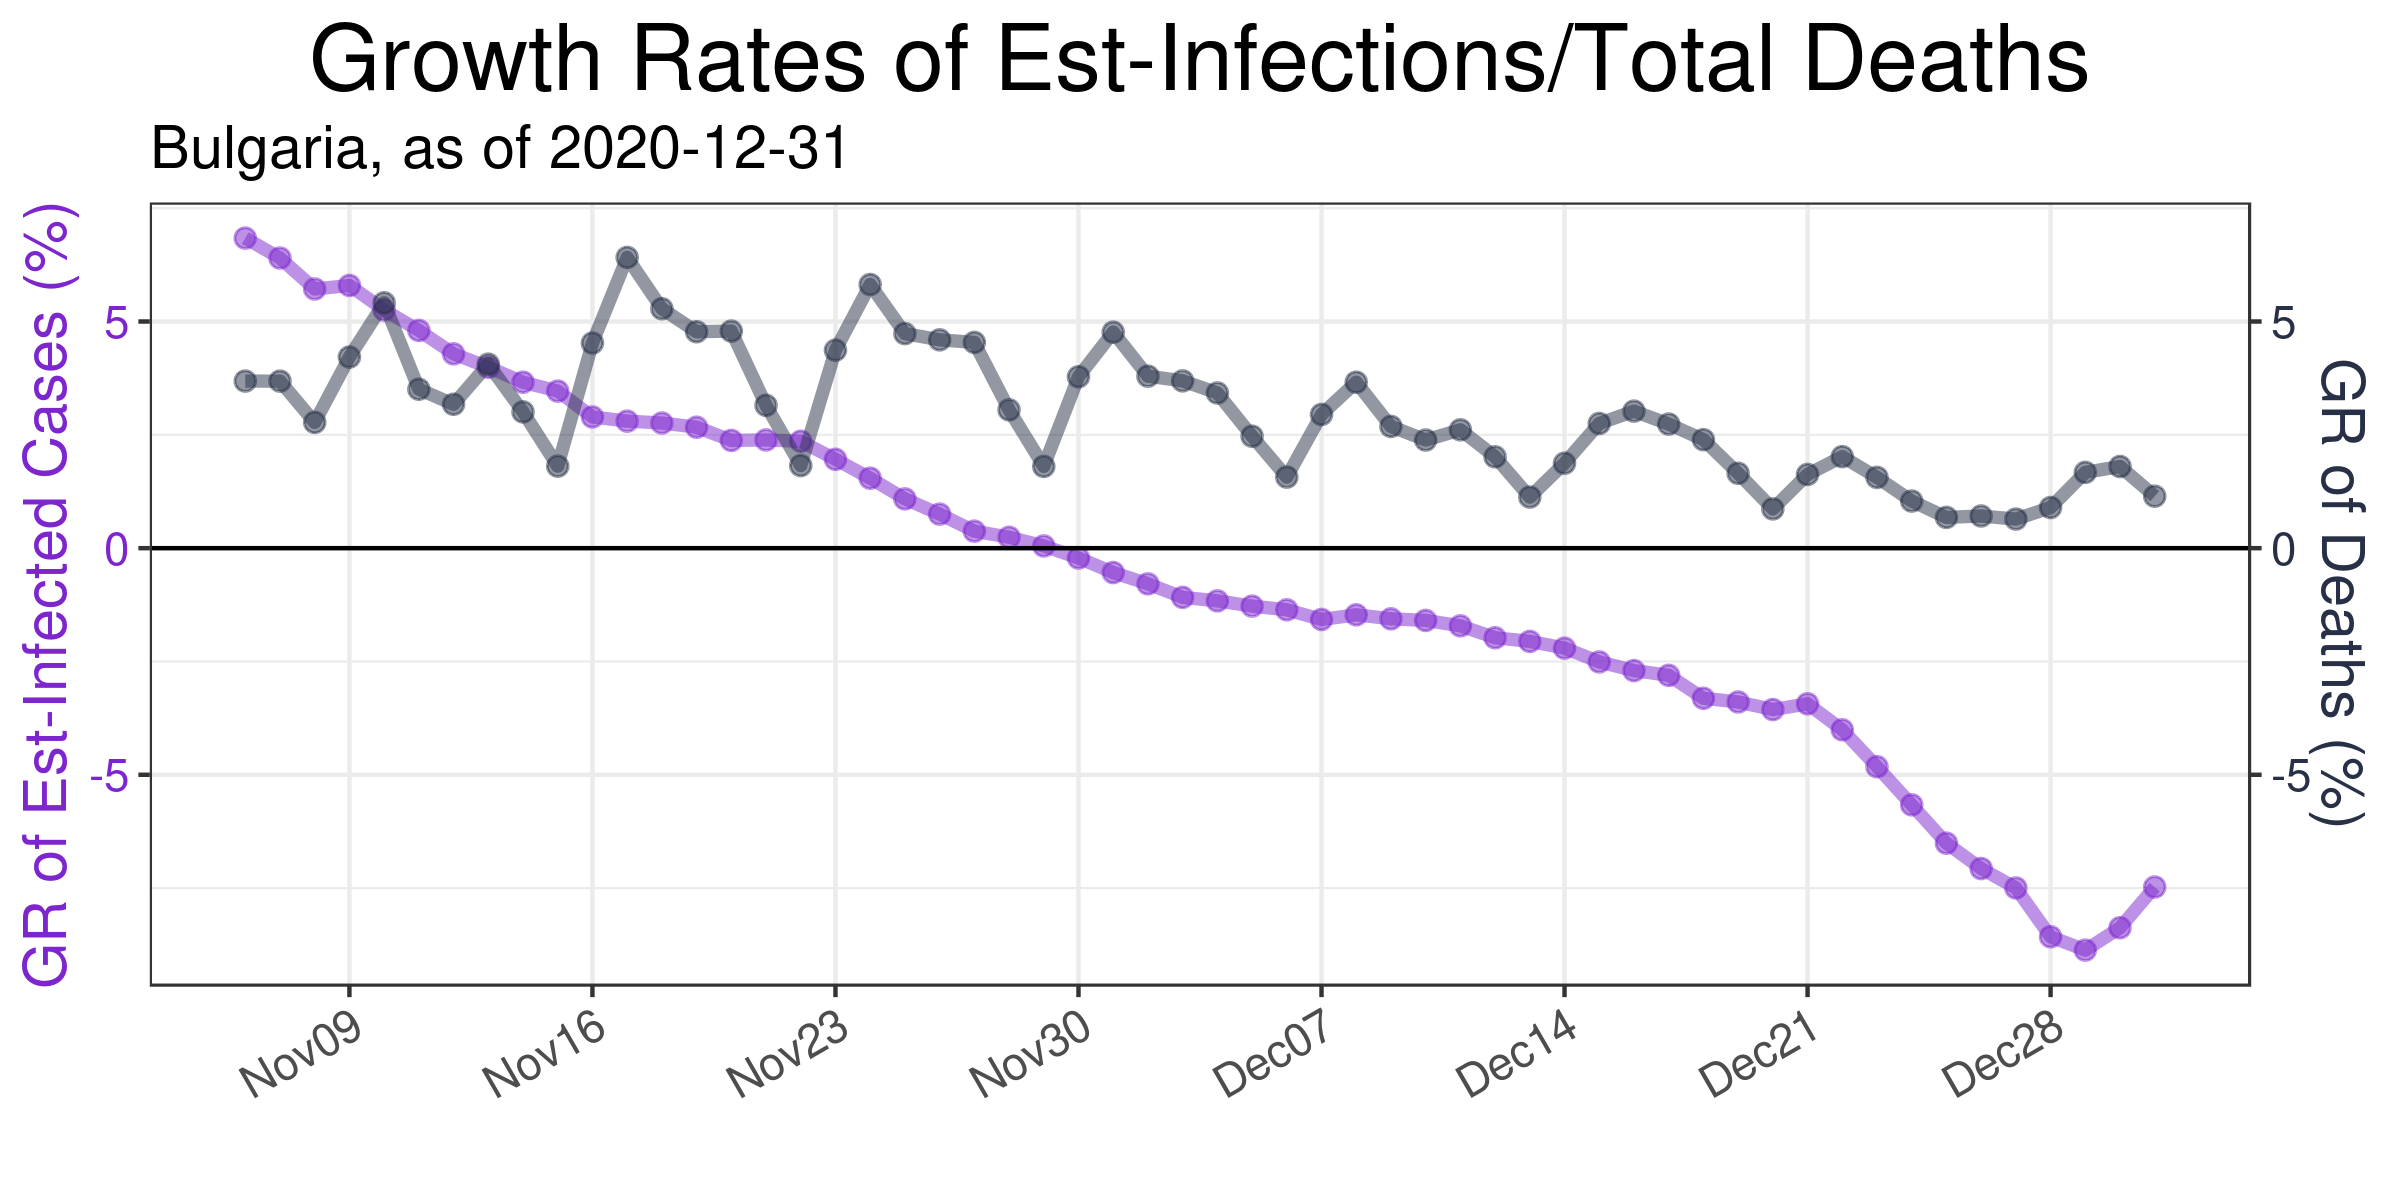 Growth Rates of Est-Infections/Total Deaths
Bulgaria, as of 2020-12-31
GR of Est-Infected Cases (%)
5
0
-5
5
0
-5
GR of Deaths (%)
Nov09
Nov16
Nov23
Nov30
Dec07
Dec14
Dec21
Dec28